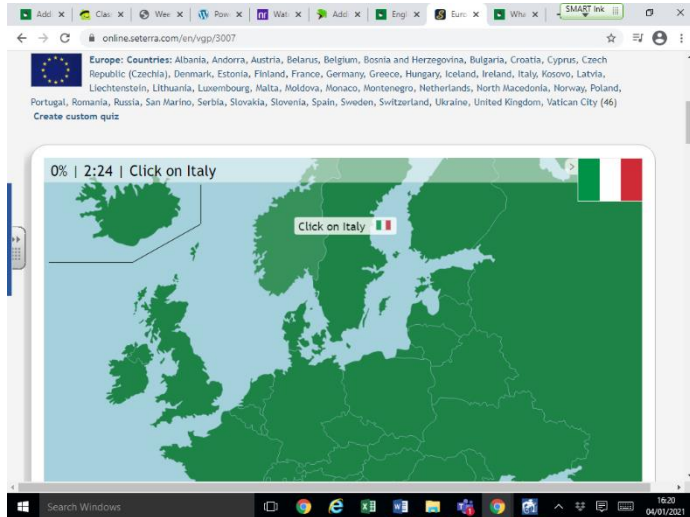 Add
Clas
Wee
Pow
Wat
Add
Engl
Euro
Wha
SMART Ink
online.seterra.com/en/vgp/3007
Europe: Countries: Albania, Andorra, Austria, Belarus, Belgium, Bosnia and Herzegovina, Bulgaria, Croatia, Cyprus, Czech
Republic (Czechia), Denmark, Estonia, Finland, France, Germany, Greece, Hungary, Iceland, Ireland, Italy, Kosovo, Latvia,
Liechtenstein, Lithuania, Luxembourg, Malta, Moldova, Monaco, Montenegro, Netherlands, North Macedonia, Norway, Poland,
Portugal, Romania, Russia, San Marino, Serbia, Slovakia, Slovenia, Spain, Sweden, Switzerland, Ukraine, United Kingdom, Vatican City (46)
Create custom quiz
0% | 2:24 | Click on Italy
Click on Italy
Search Windows
16:20
04/01/2021